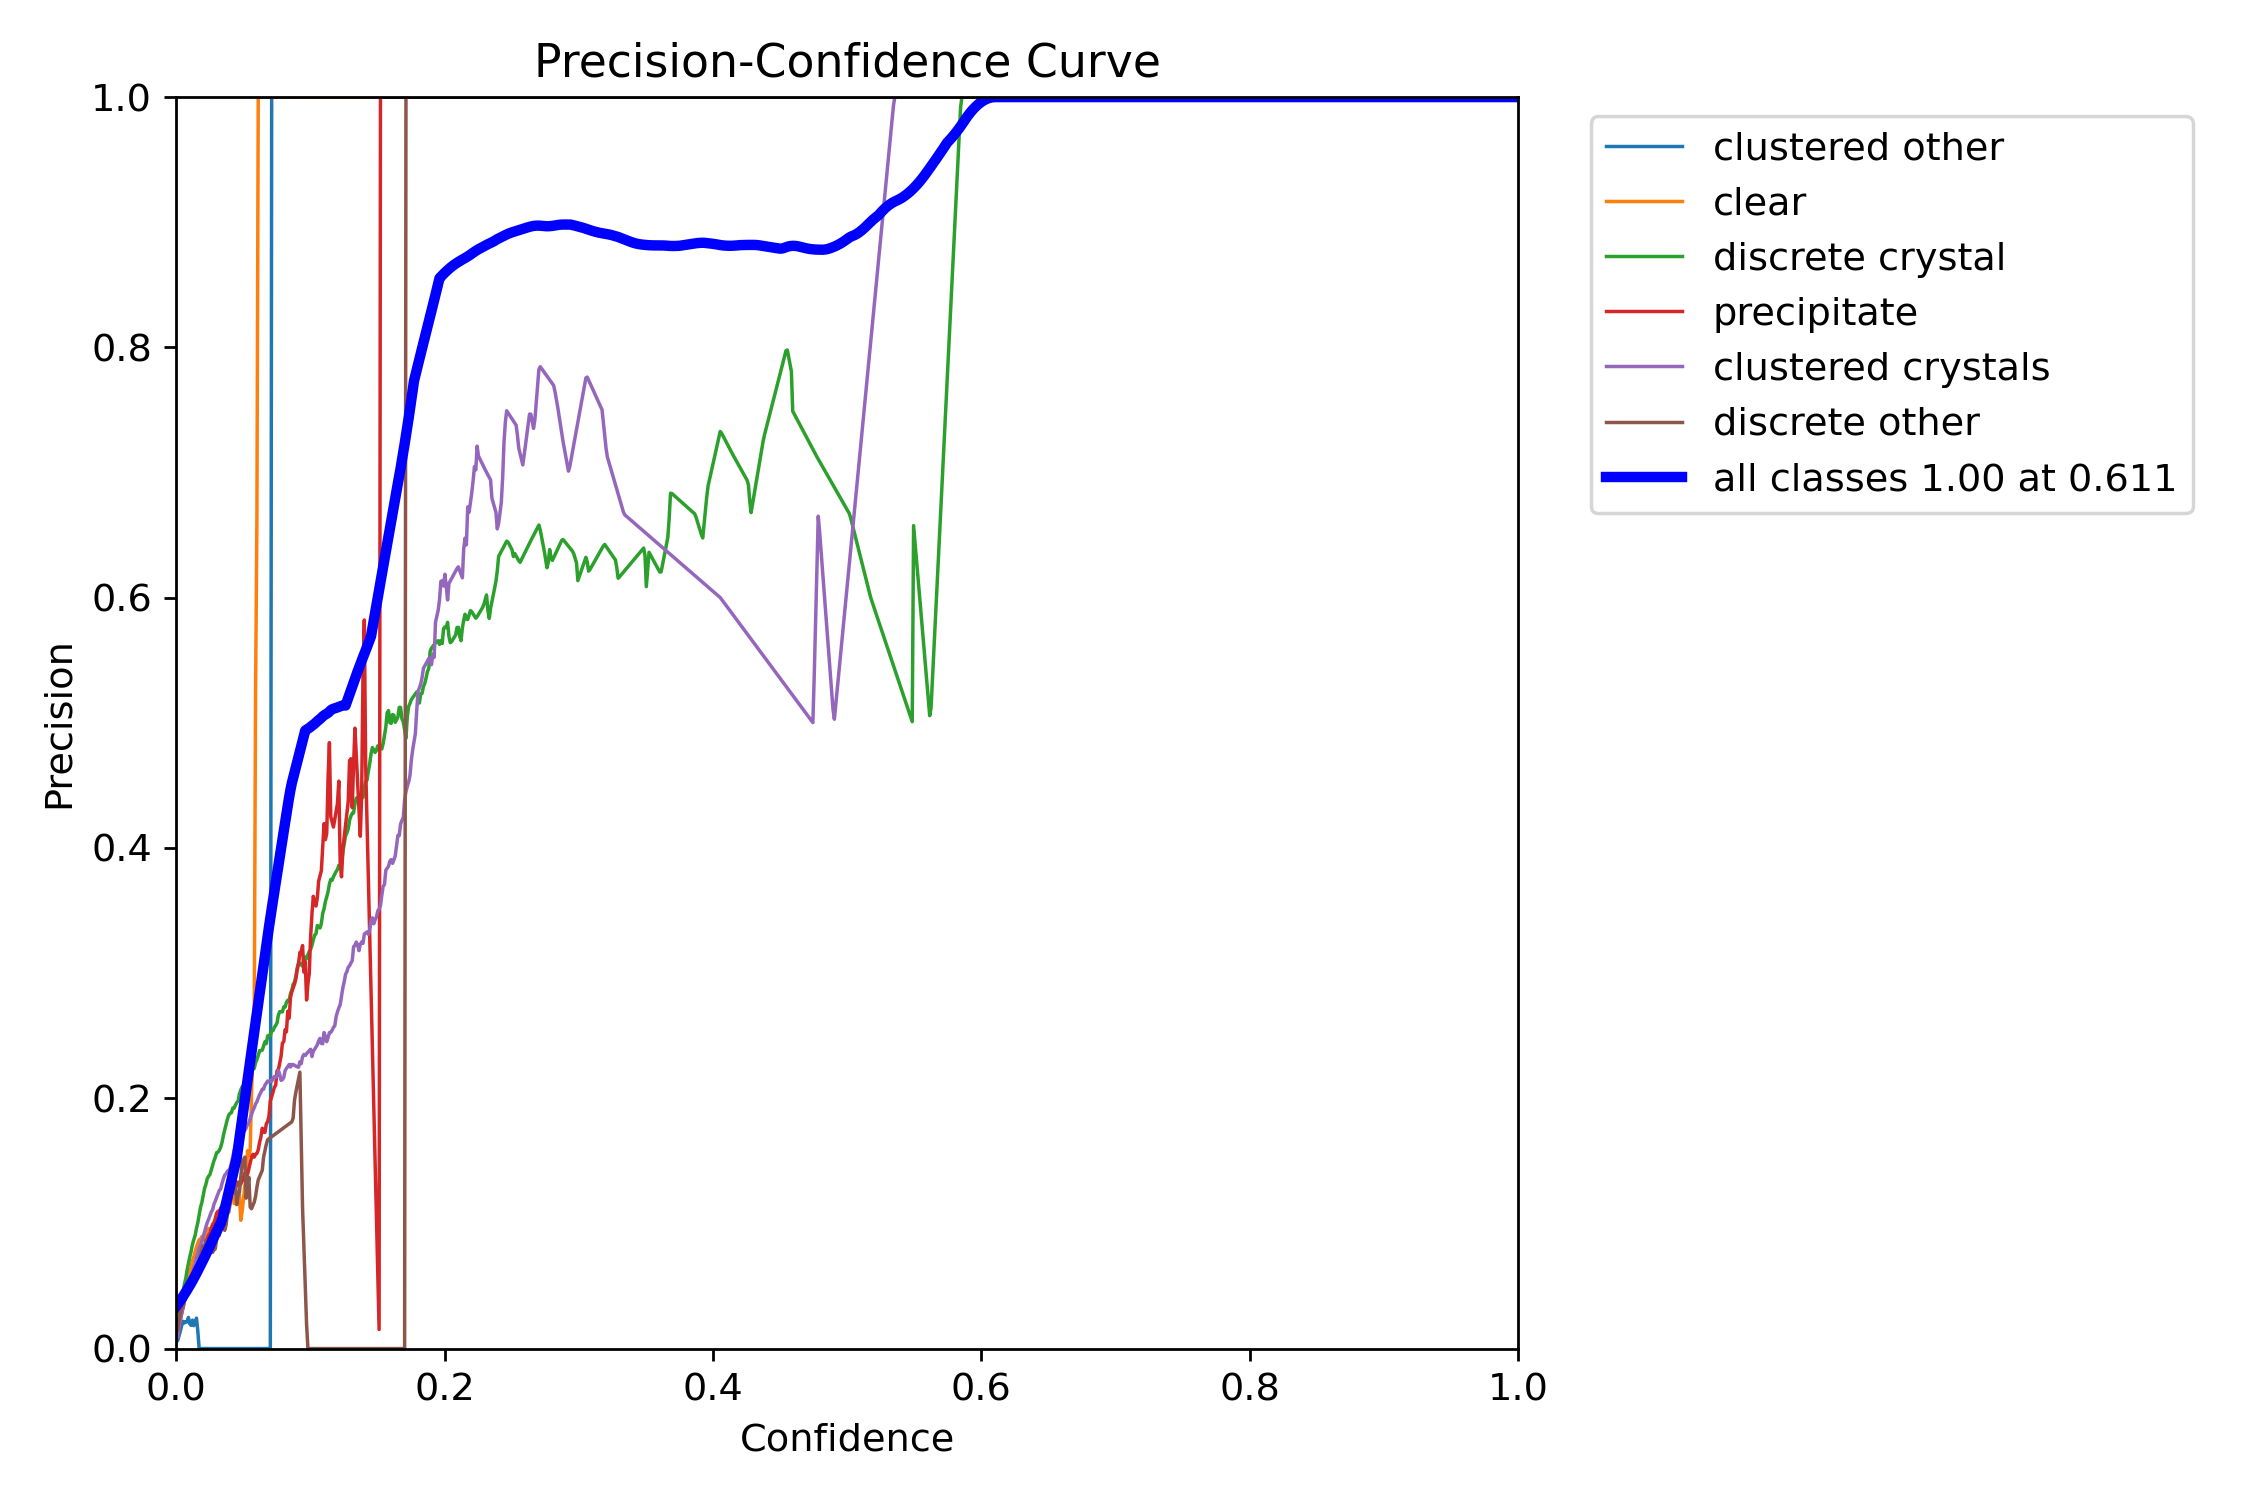 Precision-Confidence Curve
1.0
0.8
0.6
0.4
0.2
0.0
Precision
0.0 0.2 0.4 0.6 0.8 1.0
Confidence
clustered other
clear
discrete crystal
precipitate
clustered crystals
discrete other
all classes 1.00 at 0.611